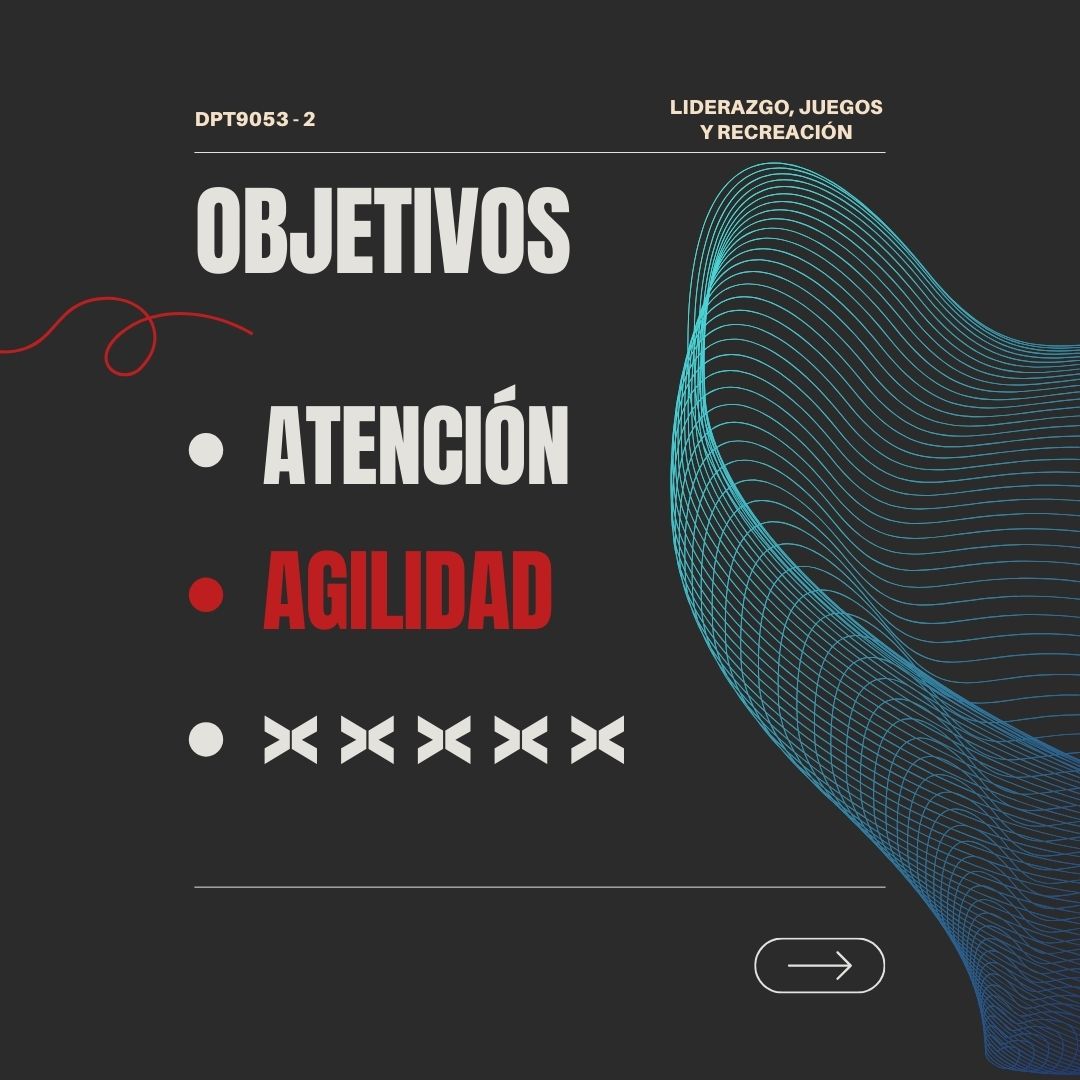 DPT9053 - 2
LIDERAZGO, JUEGOS
Y RECREACIÓN
OBJETIVOS
ATENCIÓN
AGILIDAD